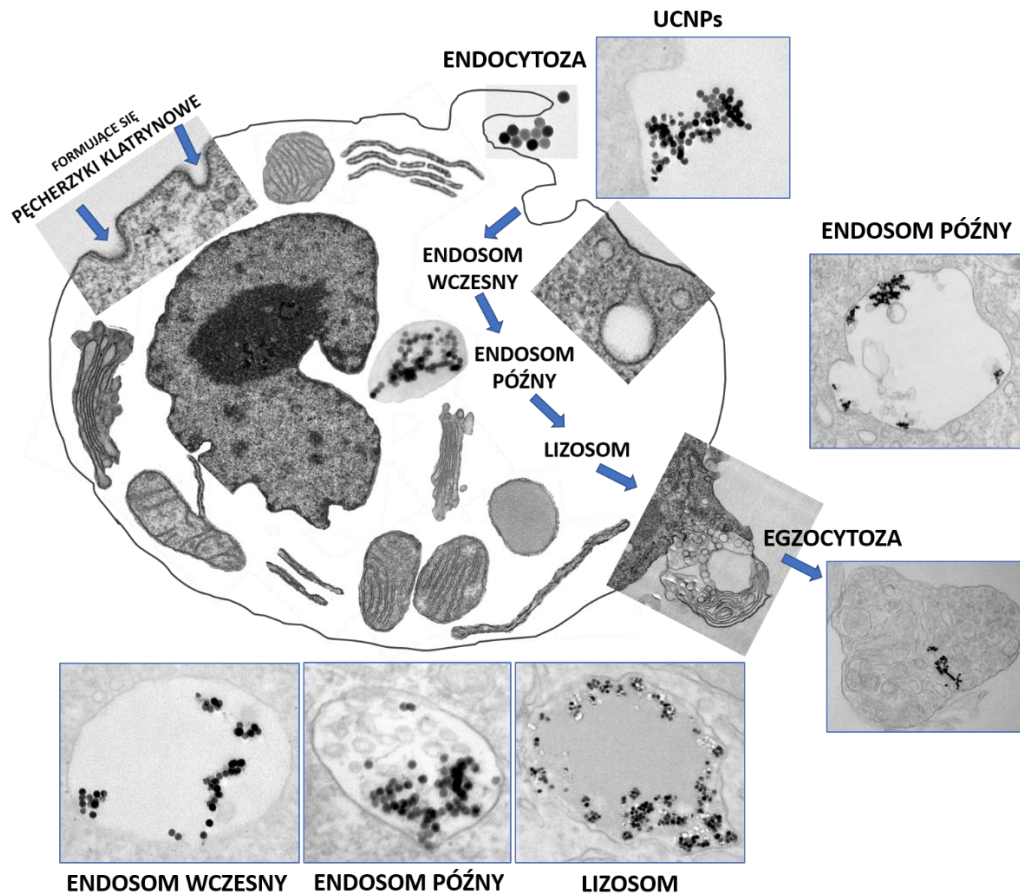 UCNPs
ENDOCYTOZA
FORMUJĄCE SIĘ
PĘCHERZYKI KLATRYNOWE
ENDOSOM PÓŹNY
ENDOSOM
WCZESNY
ENDOSOM
PÓŹNY
LIZOSOM
EGZOCYTOZA
ENDOSOM WCZESNY
ENDOSOM PÓŹNY
LIZOSOM